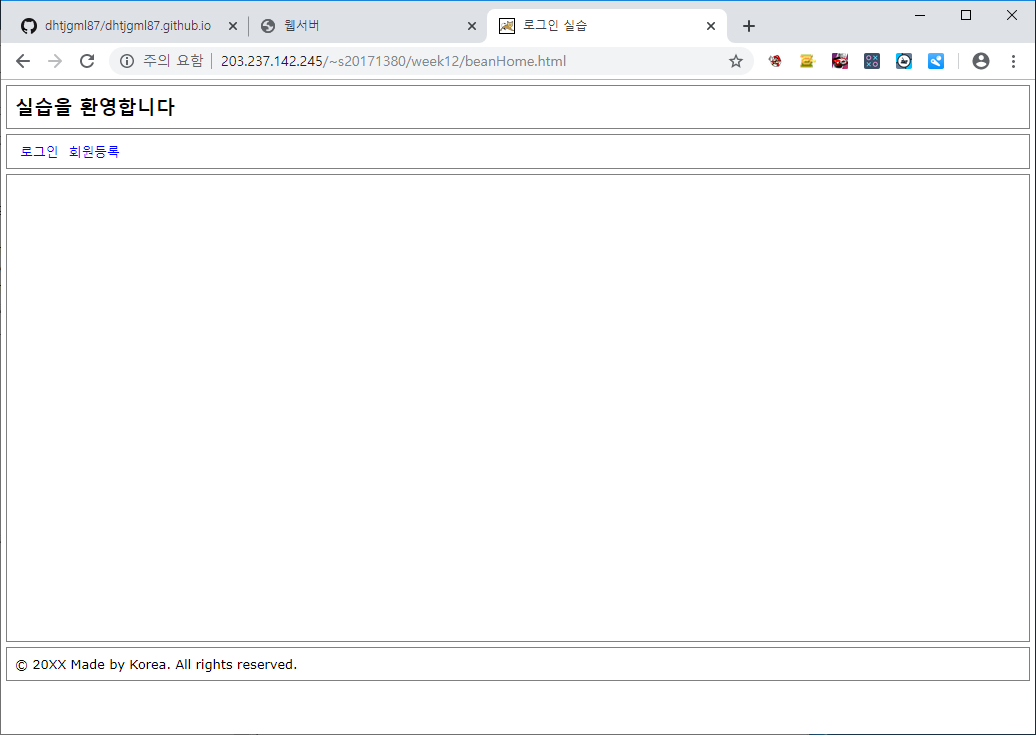 dhtjgml87/dhtjgml87.github.io 웹서버 로그인 실습
주의 요함 203.237.142.245/~s20171380/week12/beanHome.html
실습을 환영합니다
로그인 회원등록
© 20XX Made by Korea. All rights reserved.